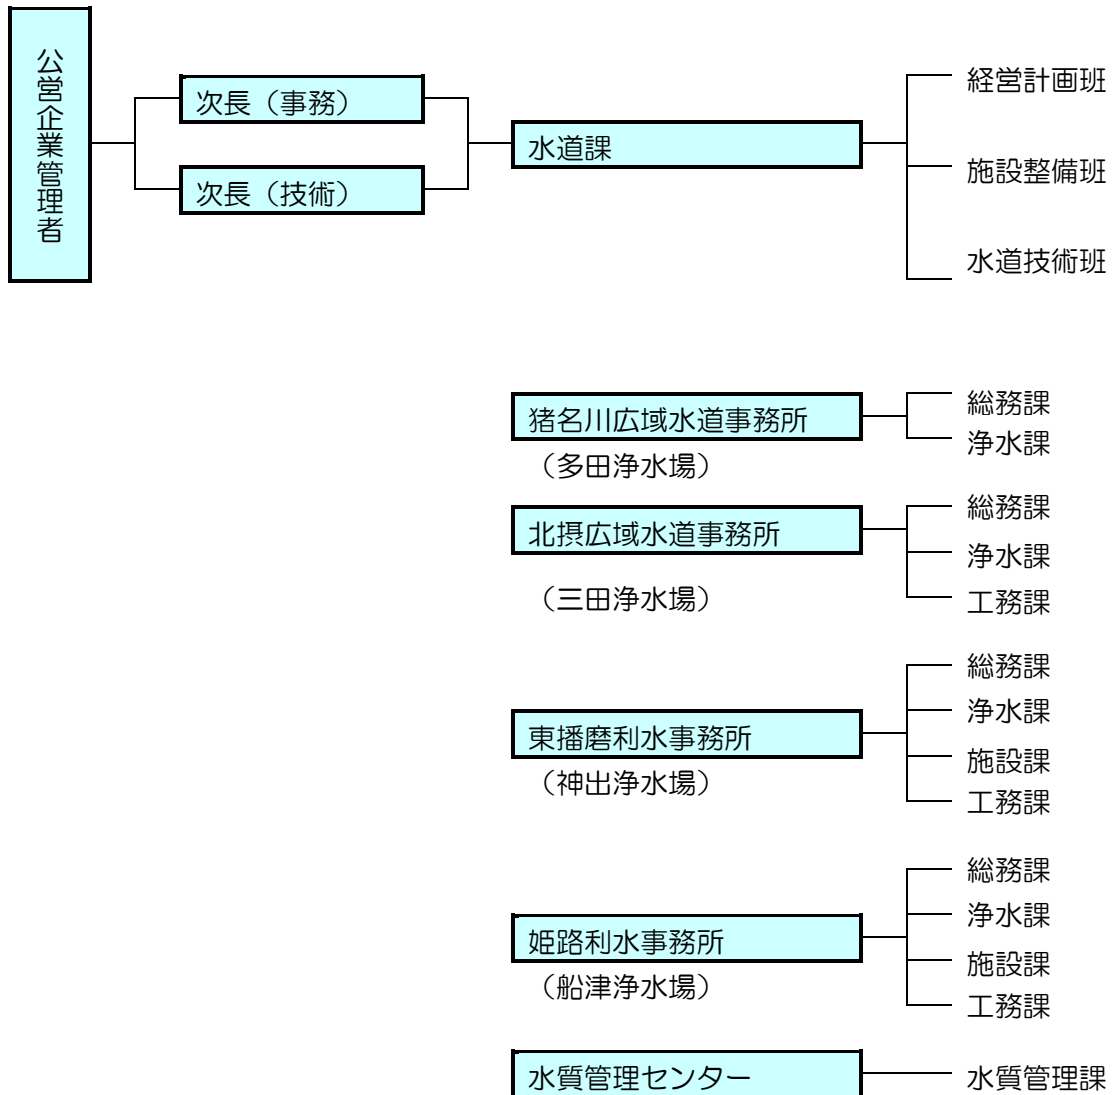 公営企業管理者
次長（事務）
次長（技術）
水道課
経営計画班
施設整備班
水道技術班
猪名川広域水道事務所
（多田浄水場）
総務課
浄水課
北摂広域水道事務所
（三田浄水場）
総務課
浄水課
工務課
東播磨利水事務所
（神出浄水場）
総務課
浄水課
施設課
工務課
姫路利水事務所
（船津浄水場）
総務課
浄水課
施設課
工務課
水質管理センター
水質管理課